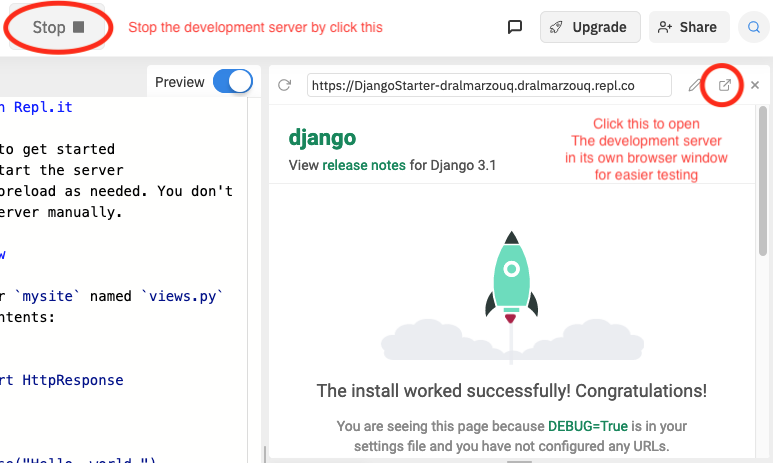 Stop
Stop the development server by click this
Upgrade
Share
Preview
https://DjangoStarter-dralmarzouq.dralmarzouq.repl.co
n Repl.it
to get started
tart the server
oreload as needed. You don't
erver manually.
w
r `mysite` named `views.py`
ntents:
rt HttpResponse
se("Hello, world.")
django
View release notes for Django 3.1
Click this to open
The development server
in its own browser window
for easier testing
The install worked successfully! Congratulations!
You are seeing this page because DEBUG=True is in your
settings file and you have not configured any URLs.